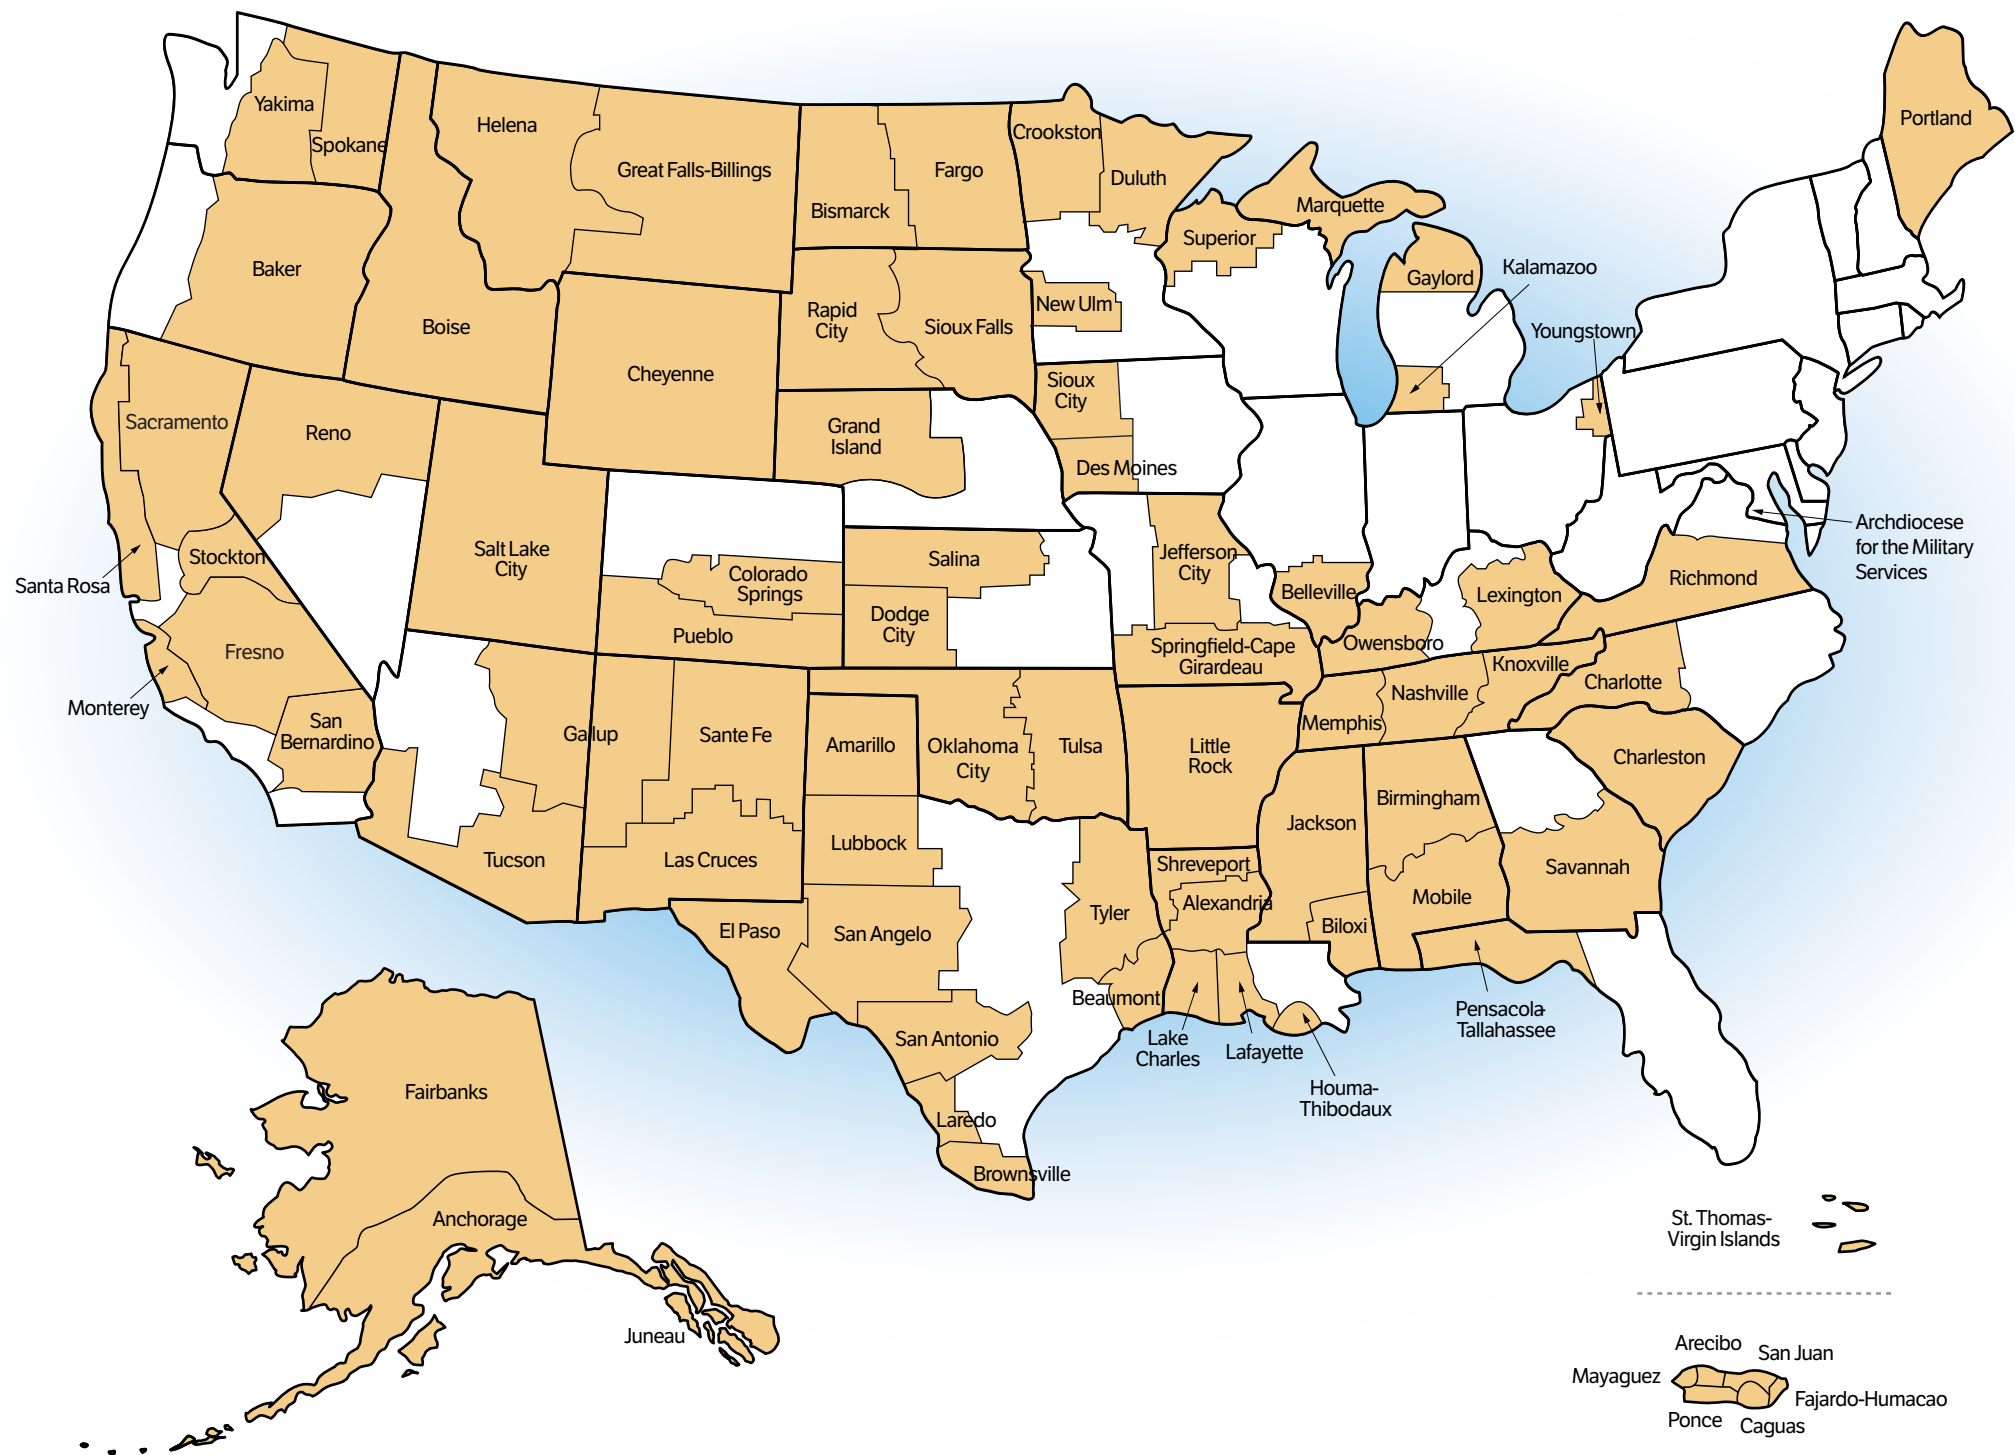 Portland
Yakima
Helena
Crookston
Spokane
Great Falls-Billings
Fargo
Duluth
Bismarck
Marquette
Superior
Baker
Kalamazoo
Gaylord
New Ulm
Rapid
City
Boise
Sioux Falls
Youngstown
Cheyenne
Sioux
City
Sacramento
Reno
Grand
Island
Des Moines
Archdiocese
for the Military
Services
Stockton
Salt Lake
City
Salina
Jefferson
City
Santa Rosa
Colorado
Springs
Belleville
Lexington
Richmond
Dodge
City
Pueblo
Owensboro
Fresno
Springfield-Cape
Girardeau
Knoxville
Charlotte
Nashville
Monterey
San
Bernardino
Gallup
Sante Fe
Memphis
Amarillo
Oklahoma
City
Tulsa
Little
Rock
Charleston
Birmingham
Jackson
Lubbock
Tucson
Las Cruces
Shreveport
Savannah
Alexandria
Mobile
Tyler
El Paso
San Angelo
Biloxi
Beaumont
Pensacola-
Tallahassee
San Antonio
Lake
Charles
Lafayette
Houma-
Thibodaux
Fairbanks
Laredo
Brownsville
Anchorage
St. Thomas-
Virgin Islands
Juneau
Arecibo
San Juan
Mayaguez
Fajardo-Humacao
Ponce
Caguas